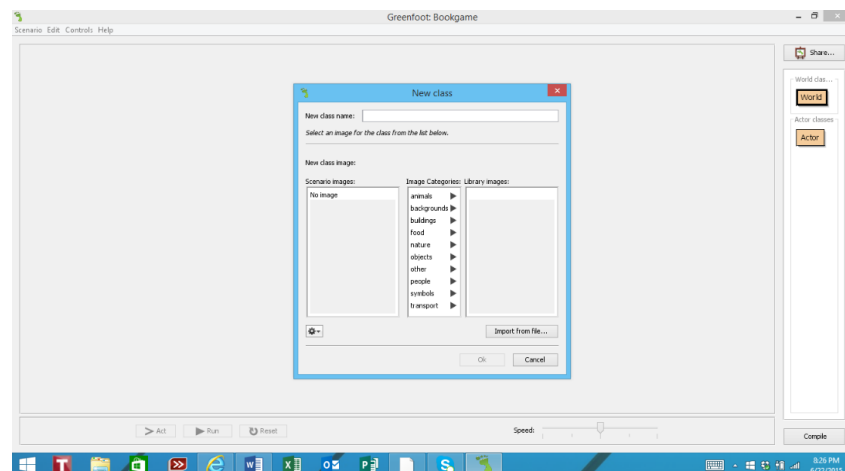 Greenfoot: Bookgame
Scenario Edit Controls Help
Share...
World clas...
World
Actor classes
Actor
New class
New class name:
Select an image for the class from the list below.
New class image:
Scenario images:
Image Categories:
Library images:
No image
animals
backgrounds
buildings
food
nature
objects
other
people
symbols
transport
Import from file...
Ok
Cancel
Act
Run
Reset
Speed:
Compile
8:26 PM